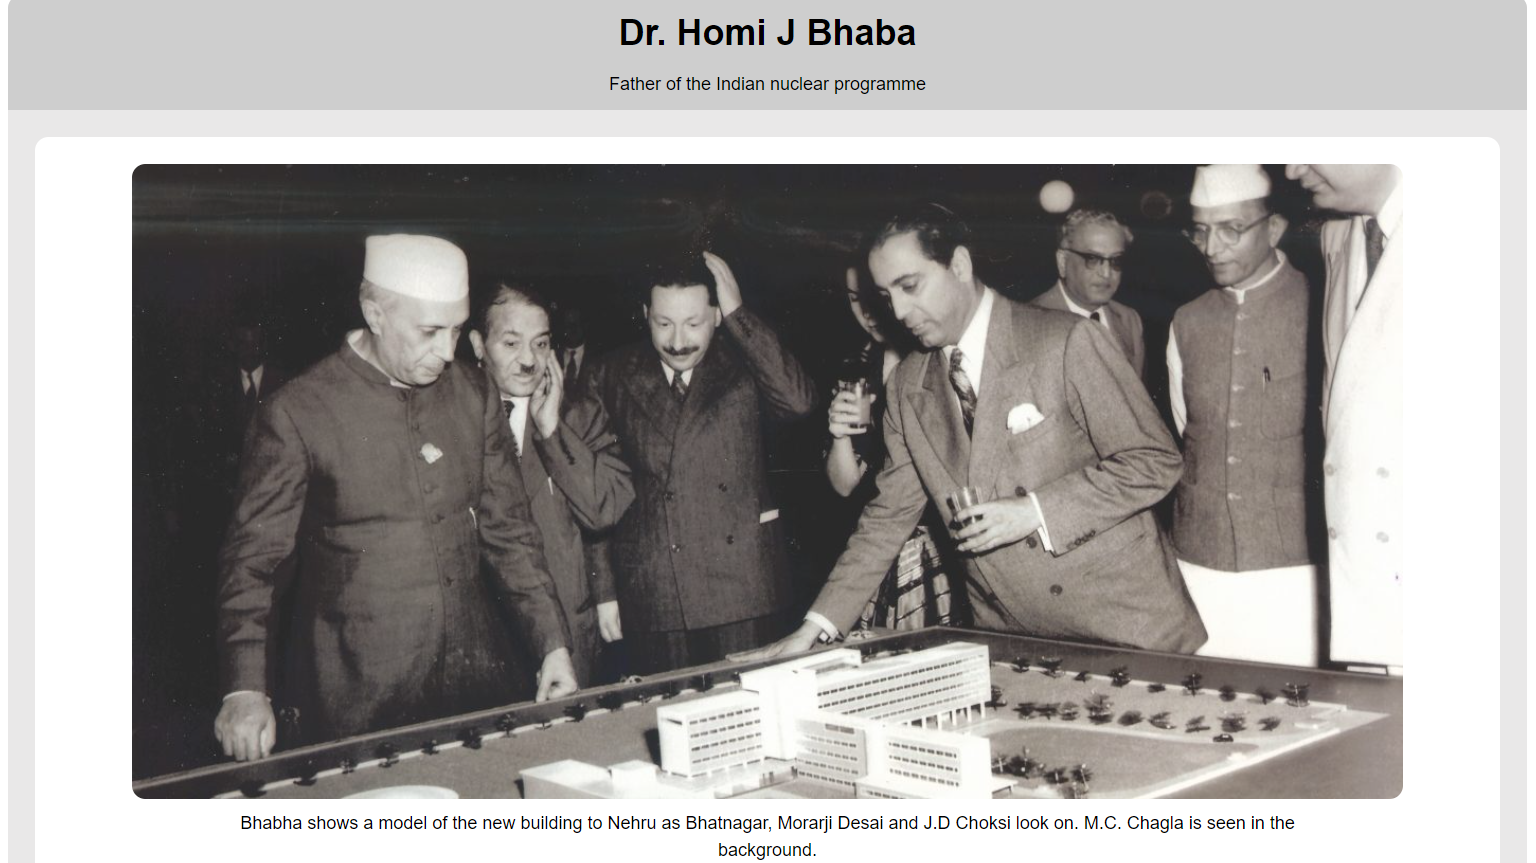 Dr. Homi J Bhaba
Father of the Indian nuclear programme
Bhabha shows a model of the new building to Nehru as Bhatnagar, Morarji Desai and J.D Choksi look on. M.C. Chagla is seen in the
background.